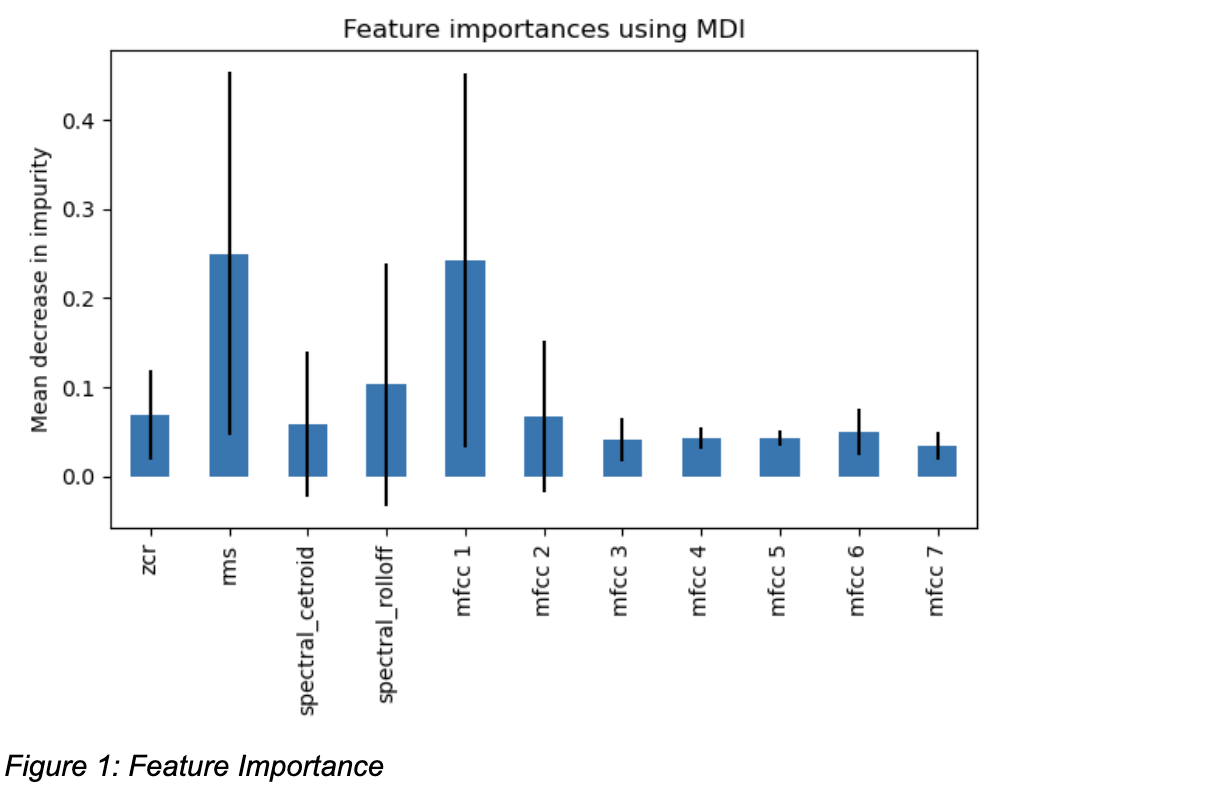 Feature importances using MDI
Mean decrease in impurity
0.4
0.3
0.2
0.1
0.0
zcr
rms
spectral_cetroid
spectral_rolloff
mfcc 1
mfcc 2
mfcc 3
mfcc 4
mfcc 5
mfcc 6
mfcc 7
Figure 1: Feature Importance